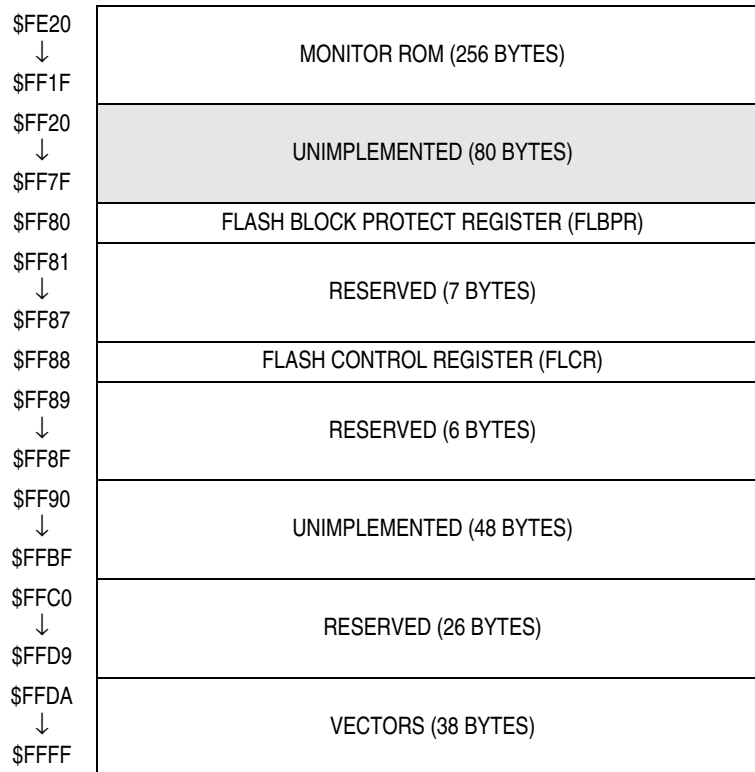 $FE20
↓
$FF1F
MONITOR ROM (256 BYTES)
$FF20
↓
$FF7F
UNIMPLEMENTED (80 BYTES)
$FF80
FLASH BLOCK PROTECT REGISTER (FLBPR)
$FF81
↓
$FF87
RESERVED (7 BYTES)
$FF88
FLASH CONTROL REGISTER (FLCR)
$FF89
↓
$FF8F
RESERVED (6 BYTES)
$FF90
↓
$FFBF
UNIMPLEMENTED (48 BYTES)
$FFC0
↓
$FFD9
RESERVED (26 BYTES)
$FFDA
↓
$FFFF
VECTORS (38 BYTES)